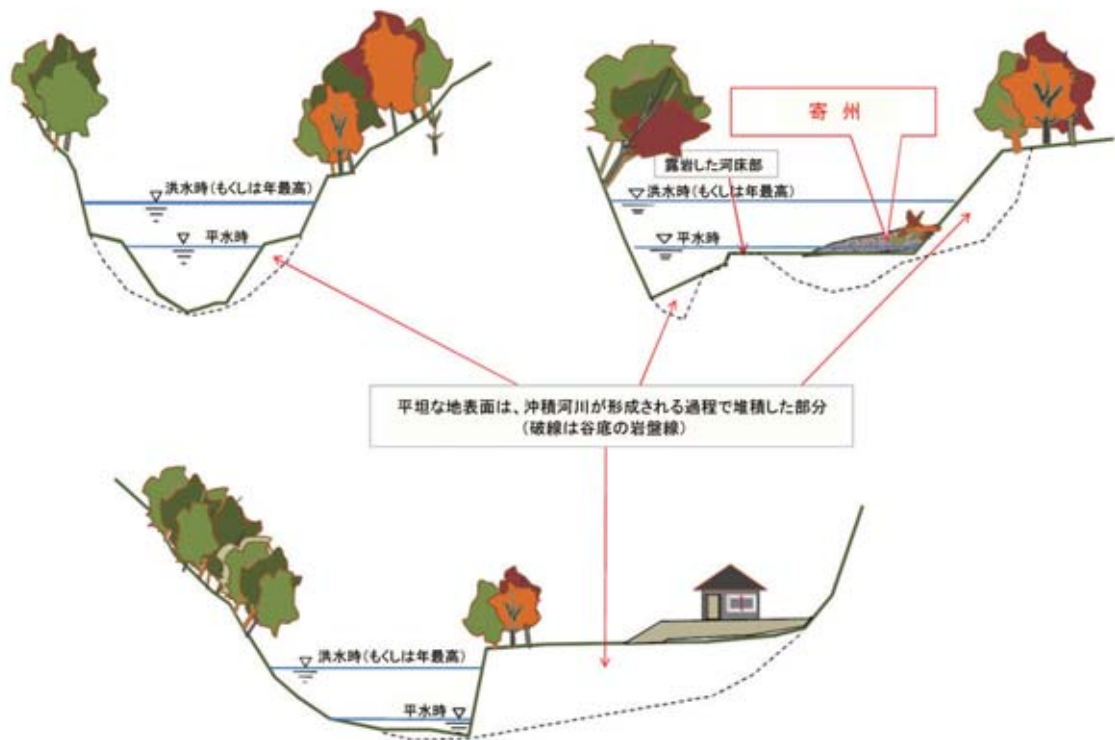 洪水時(もくしは年最高)
平水時
寄 州
露岩した河床部
洪水時(もくしは年最高)
平水時
平坦な地表面は、沖積河川が形成される過程で堆積した部分
(破線は谷底の岩盤線)
洪水時(もくしは年最高)
平水時